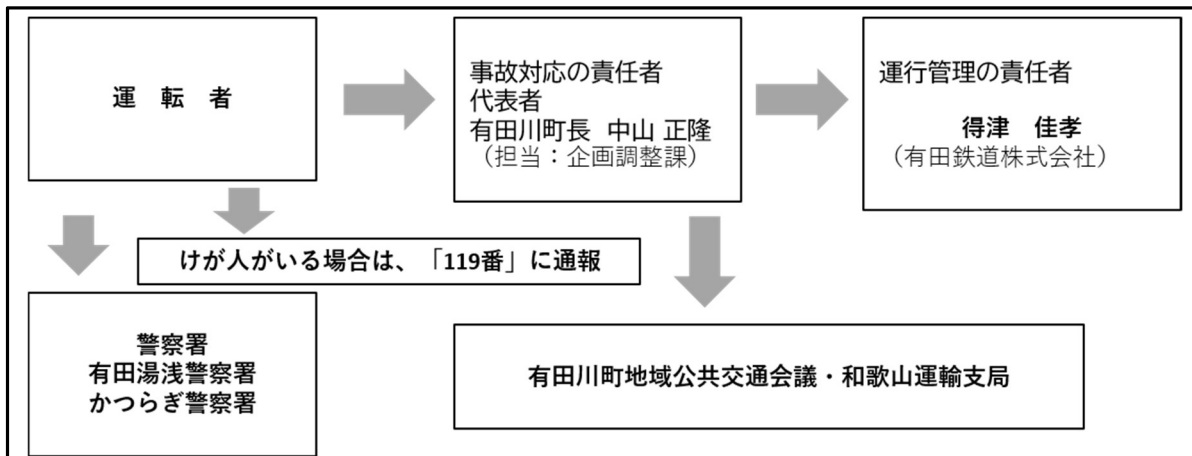 運　転　者
事故対応の責任者
代表者
有田川町長 中山 正隆
（担当：企画調整課）
運行管理の責任者
得津　佳孝
（有田鉄道株式会社）
けが人がいる場合は、「119番」に通報
警察署
有田湯浅警察署
かつらぎ警察署
有田川町地域公共交通会議・和歌山運輸支局